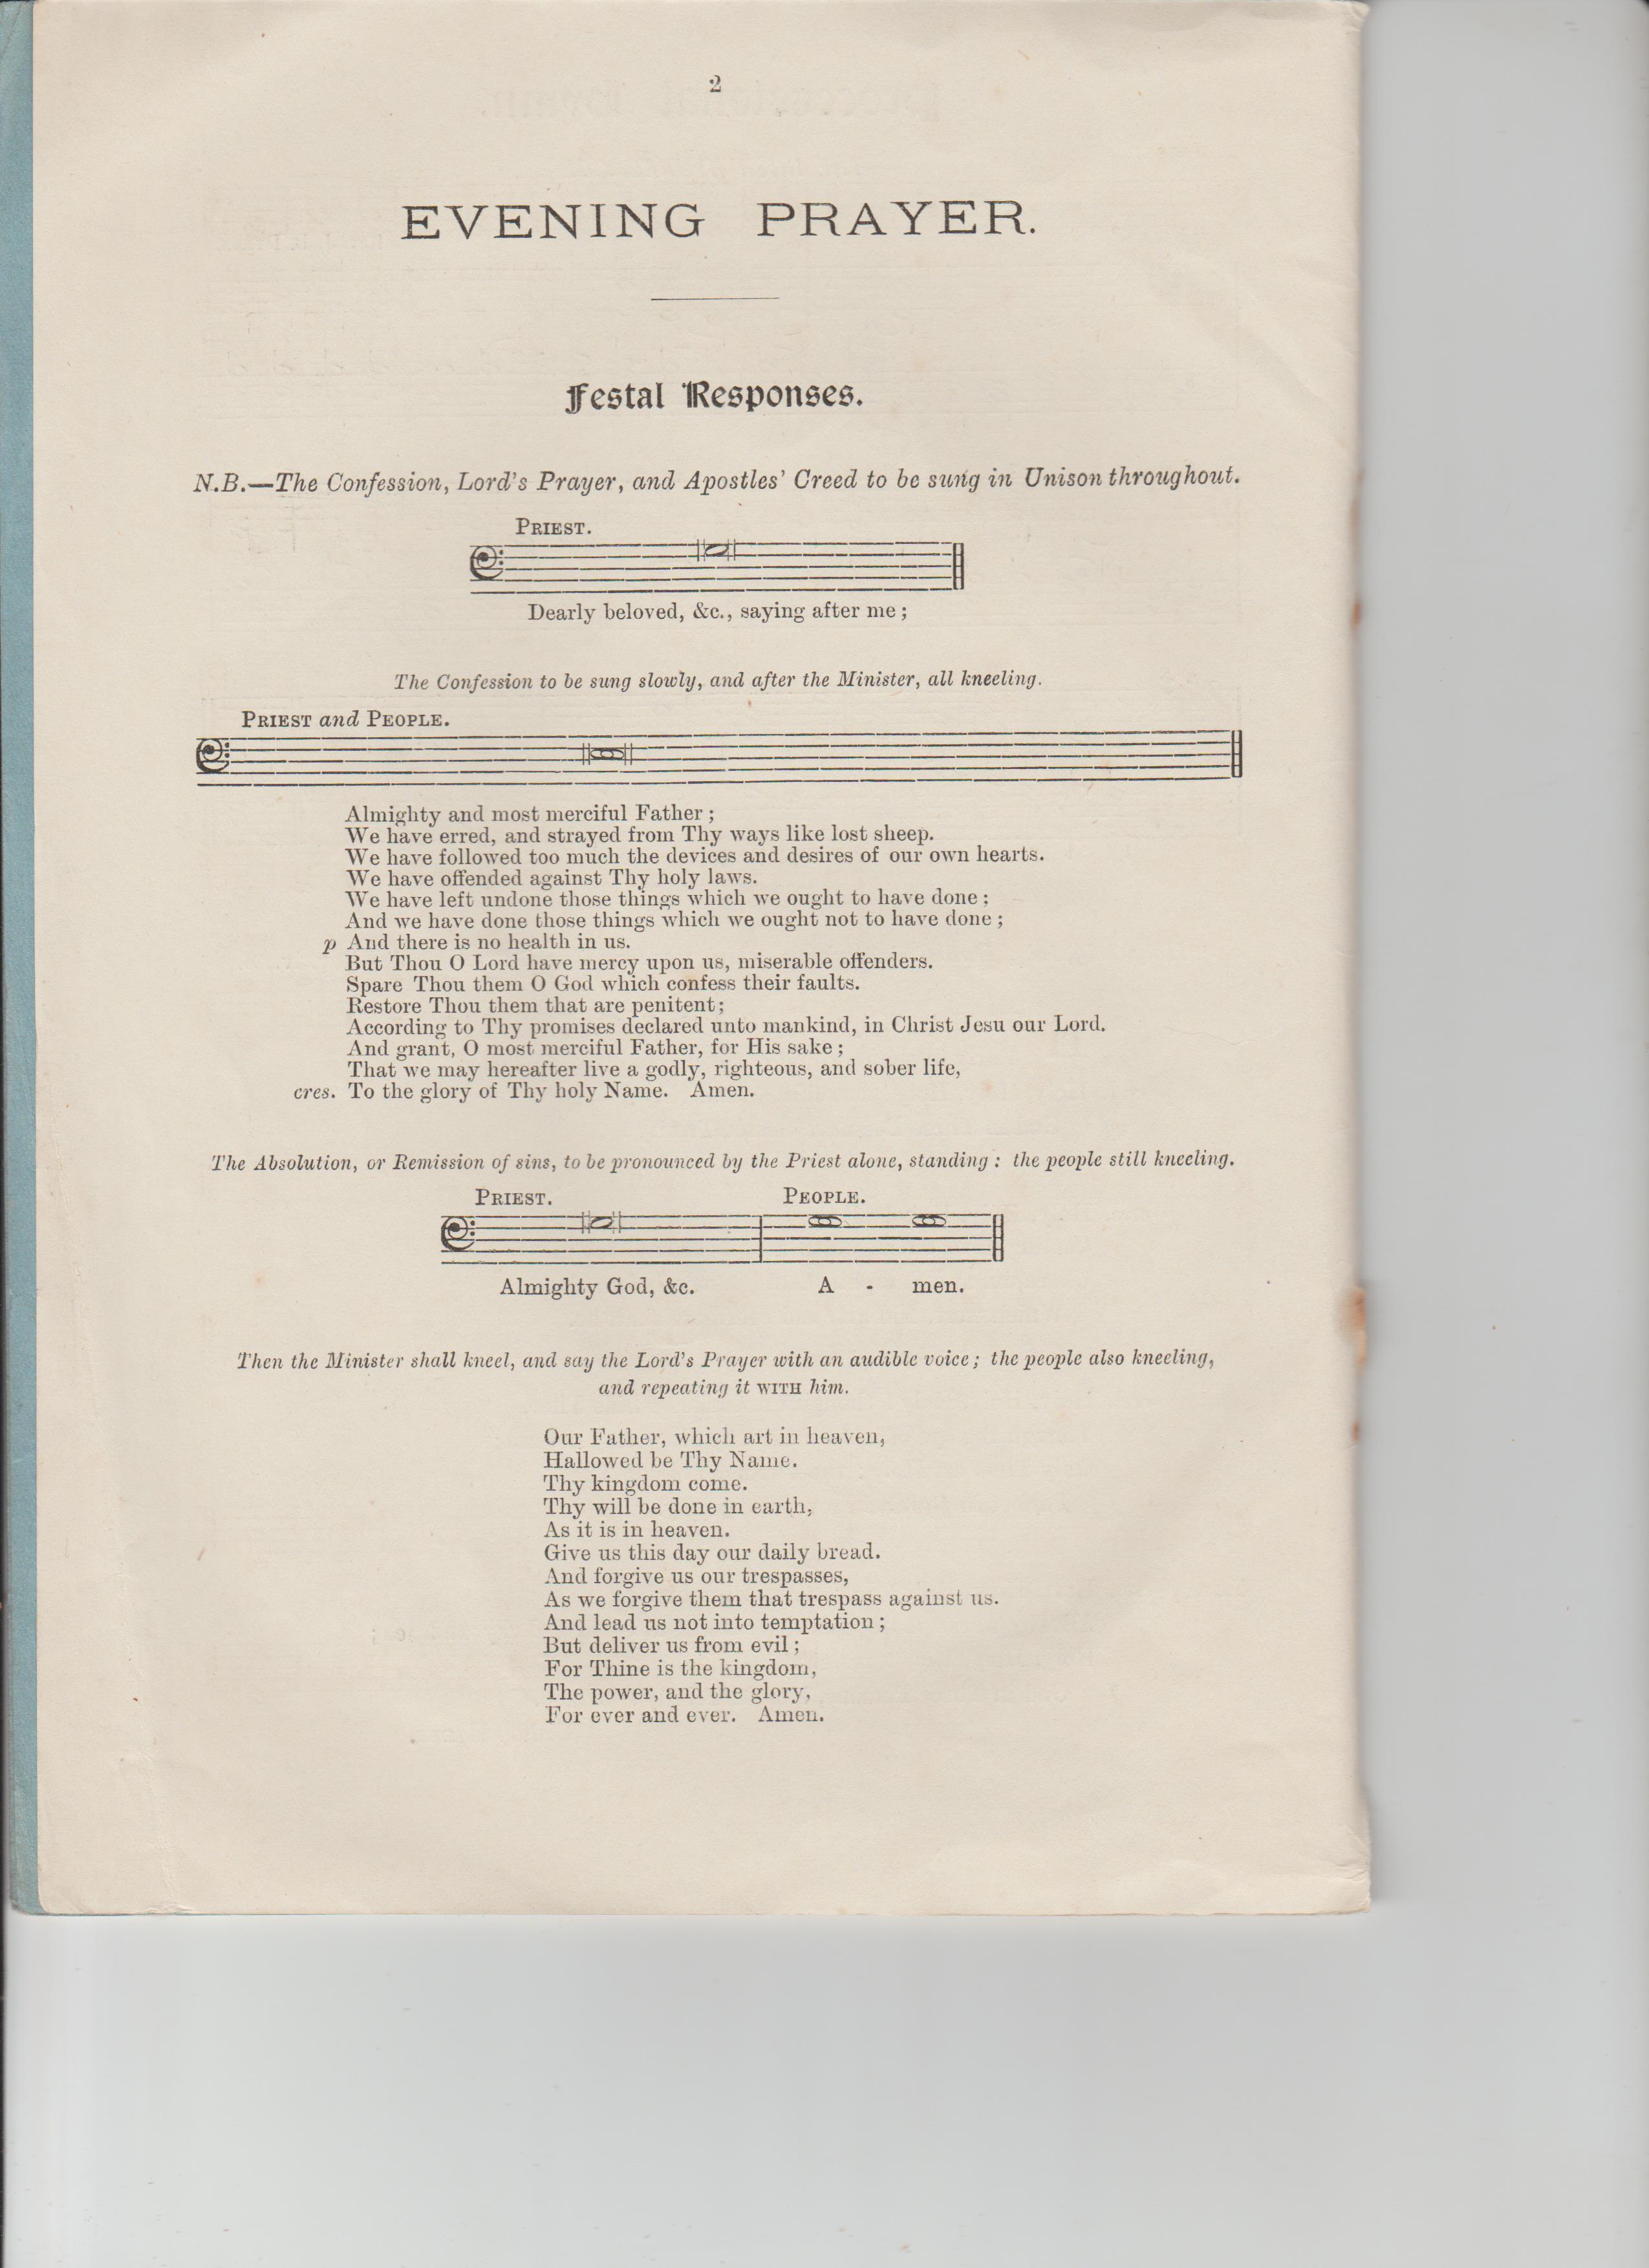 2
EVENING PRAYER.
Festal Responses.
N.B.—The Confession, Lord's Prayer, and Apostles' Creed to be sung in Unison throughout.
PRIEST.
Dearly beloved, &c., saying after me ;
The Confession to be sung slowly, and after the Minister, all kneeling.
PRIEST and PEOPLE.
Almighty and most merciful Father ;
We have erred, and strayed from Thy ways like lost sheep.
We have followed too much the devices and desires of our own hearts.
We have offended against Thy holy laws.
We have left undone those things which we ought to have done ;
And we have done those things which we ought not to have done ;
p And there is no health in us.
But Thou O Lord have mercy upon us, miserable offenders.
Spare Thou them O God which confess their faults.
Restore Thou them that are penitent;
According to Thy promises declared unto mankind, in Christ Jesu our Lord.
And grant, O most merciful Father, for His sake ;
That we may hereafter live a godly, righteous, and sober life,
cres. To the glory of Thy holy Name. Amen.
The Absolution, or Remission of sins, to be pronounced by the Priest alone, standing : the people still kneeling.
PRIEST. PEOPLE.
Almighty God, &c. A - men.
Then the Minister shall kneel, and say the Lord's Prayer with an audible voice ; the people also kneeling,
and repeating it WITH him.
Our Father, which art in heaven,
Hallowed be Thy Name.
Thy kingdom come.
Thy will be done in earth,
As it is in heaven.
Give us this day our daily bread.
And forgive us our trespasses,
As we forgive them that trespass against us.
And lead us not into temptation ;
But deliver us from evil ;
For Thine is the kingdom,
The power, and the glory,
For ever and ever. Amen.